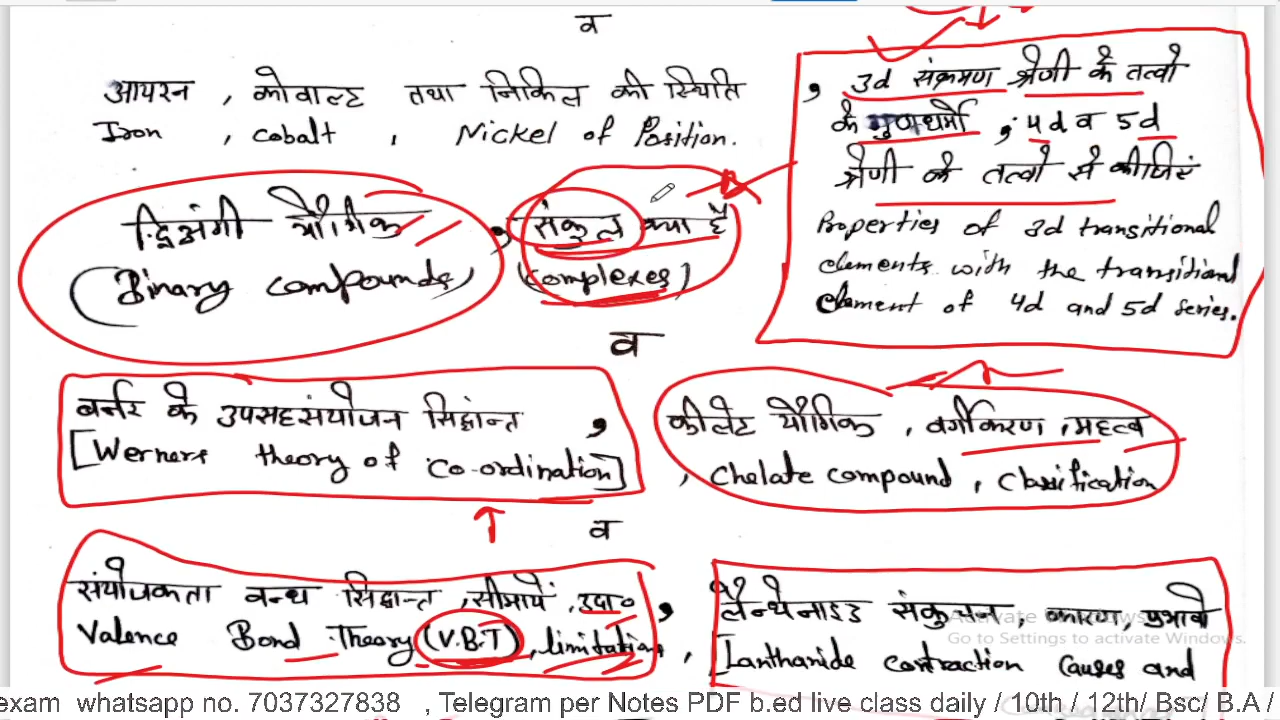 व
आयरन , कोवाल्ट तथा निकिल की स्थिति
Iron , cobalt , Nickel of Position.
, 3d संक्रमण श्रेणी के तत्वो
के गुणधर्मो ; 4d व 5d
श्रेणी के तत्वो से कीजिए
Properties of 3d transitional
elements with the transitional
element of 4d and 5d series.
द्विअंगी यौगिक , संकुल क्या है
(Binary compounds) (complexes)
व
वर्नर के उपसहसंयोजन सिद्धान्त ,
[Werners theory of co-ordination]
कीलेट यौगिक , वर्गीकरण , महत्व
, Chelate compound , Classification
व
संयोजकता वन्ध सिद्धान्त , सीमायें , उदा०
Valence Bond Theory (V.B.T) , limitations ,
लेन्थेनाइड संकुचन , कारण , प्रभावो
[Lanthanide contraction causes and
Activate Windows
Go to Settings to activate Windows.
exam whatsapp no. 7037327838 , Telegram per Notes PDF b.ed live class daily / 10th / 12th/ Bsc/ B.A /